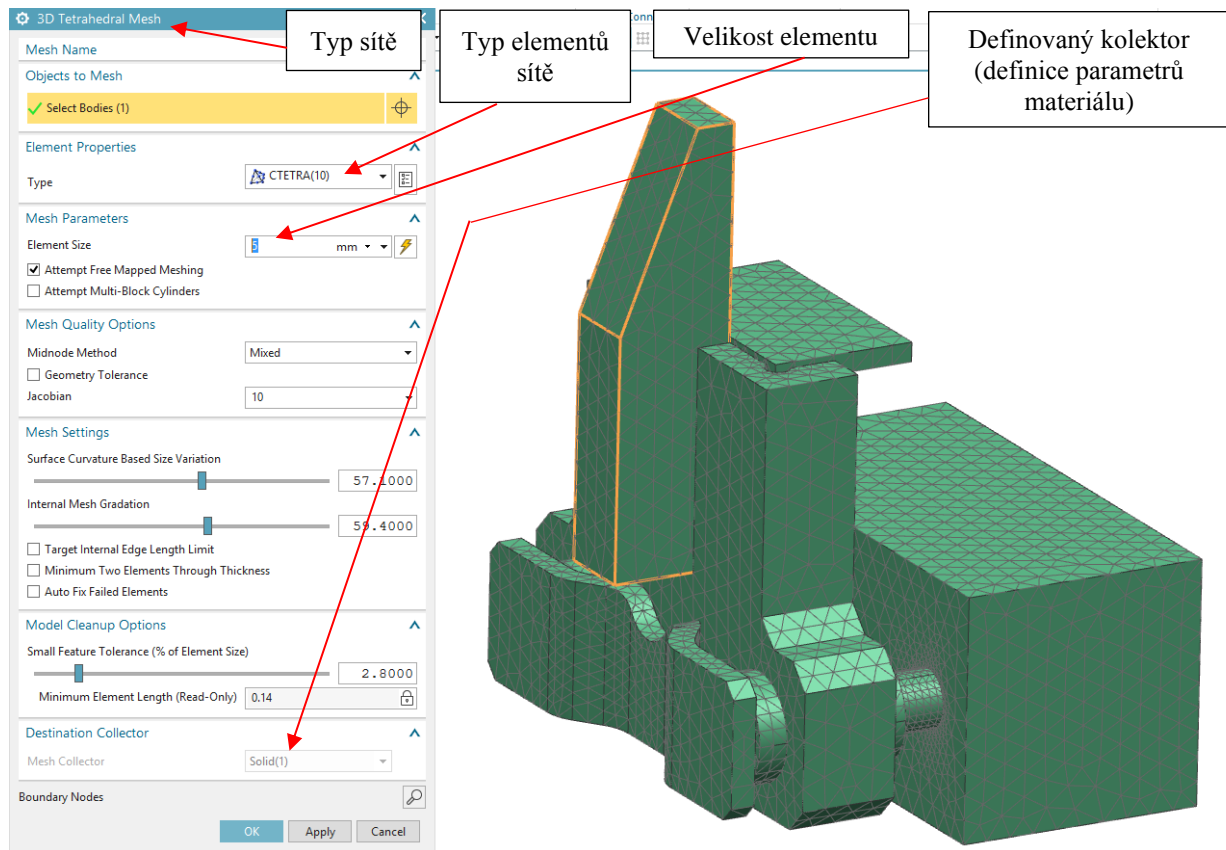 3D Tetrahedral Mesh
Typ sítě
Typ elementů
sítě
Velikost elementu
Definovaný kolektor
(definice parametrů
materiálu)
Mesh Name
Objects to Mesh
Select Bodies (1)
Element Properties
Type
CTETRA(10)
Mesh Parameters
Element Size
5 mm
Attempt Free Mapped Meshing
Attempt Multi-Block Cylinders
Mesh Quality Options
Midnode Method
Mixed
Geometry Tolerance
Jacobian
10
Mesh Settings
Surface Curvature Based Size Variation
57.1000
Internal Mesh Gradation
59.4000
Target Internal Edge Length Limit
Minimum Two Elements Through Thickness
Auto Fix Failed Elements
Model Cleanup Options
Small Feature Tolerance (% of Element Size)
2.8000
Minimum Element Length (Read-Only)
0.14
Destination Collector
Mesh Collector
Solid(1)
Boundary Nodes
OK
Apply
Cancel